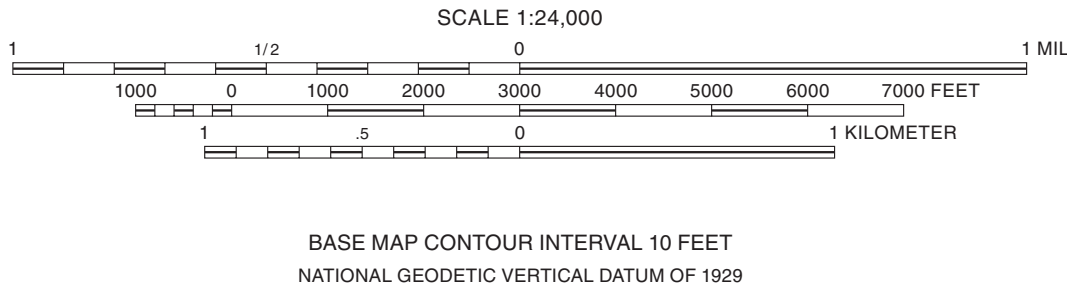 SCALE 1:24,000
1 1/2 0 1 MIL
1000 0 1000 2000 3000 4000 5000 6000 7000 FEET
1 .5 0 1 KILOMETER
BASE MAP CONTOUR INTERVAL 10 FEET
NATIONAL GEODETIC VERTICAL DATUM OF 1929